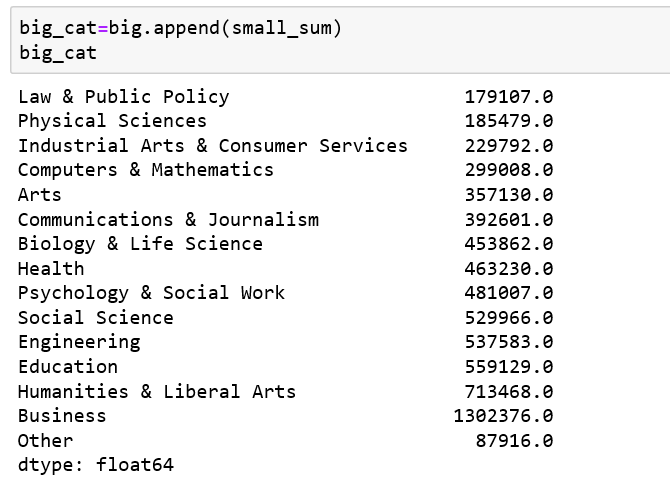 big_cat=big.append(small_sum)
big_cat
Law & Public Policy 179107.0
Physical Sciences 185479.0
Industrial Arts & Consumer Services 229792.0
Computers & Mathematics 299008.0
Arts 357130.0
Communications & Journalism 392601.0
Biology & Life Science 453862.0
Health 463230.0
Psychology & Social Work 481007.0
Social Science 529966.0
Engineering 537583.0
Education 559129.0
Humanities & Liberal Arts 713468.0
Business 1302376.0
Other 87916.0
dtype: float64